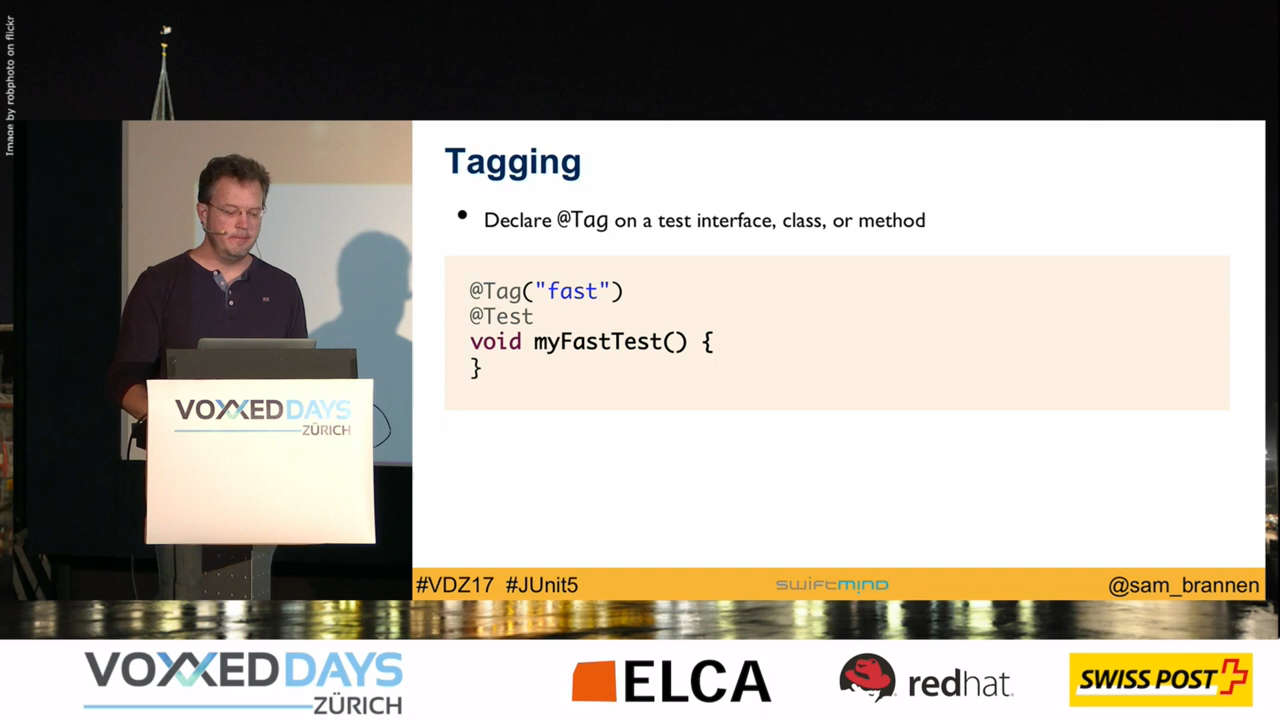 Image by robphoto on flickr
Tagging
• Declare @Tag on a test interface, class, or method
@Tag("fast")
@Test
void myFastTest() {
}
VOXXED DAYS
ZÜRICH
#VDZ17 #JUnit5
swiftmind
@sam_brannen
VOXXED DAYS
ZÜRICH
ELCA
redhat.
SWISS POST